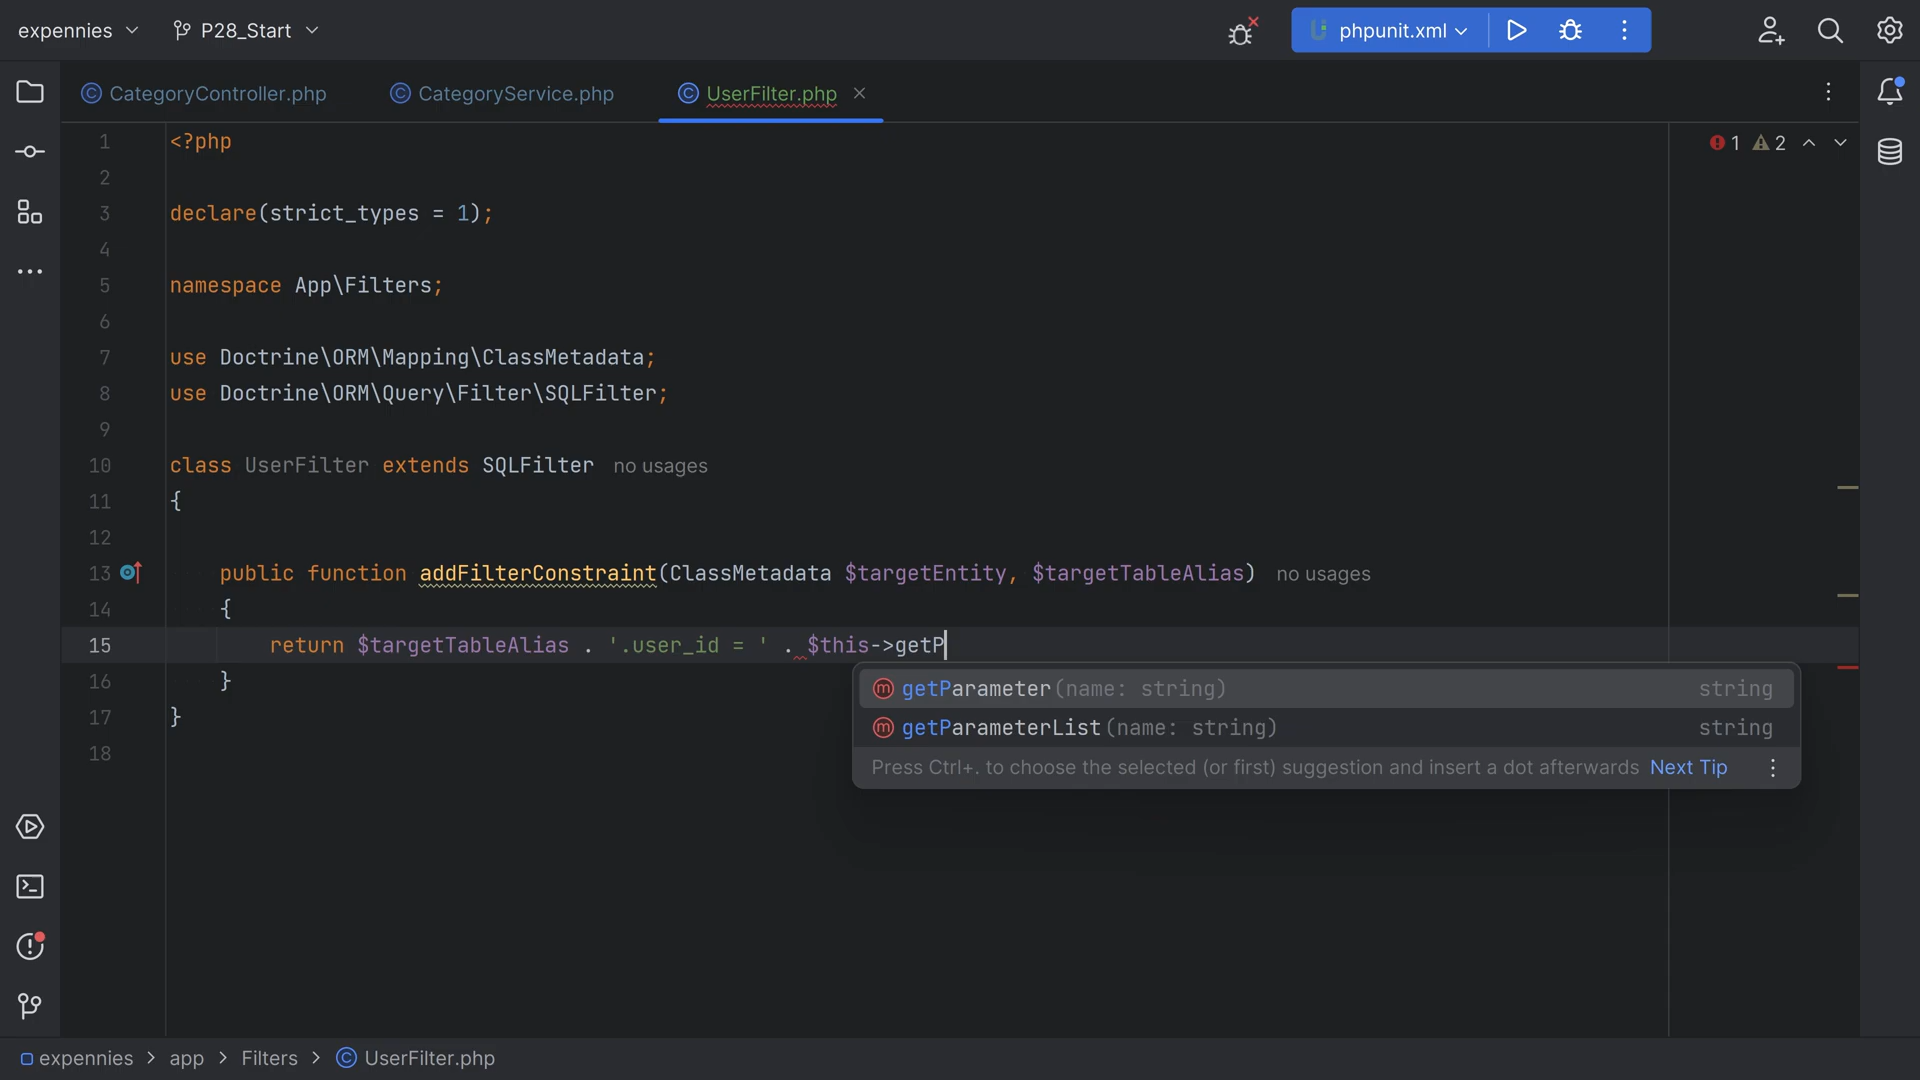 expennies P28_Start phpunit.xml
CategoryController.php CategoryService.php UserFilter.php
1 <?php 1 2
2
3 declare(strict_types = 1);
4
5 namespace App\Filters;
6
7 use Doctrine\ORM\Mapping\ClassMetadata;
8 use Doctrine\ORM\Query\Filter\SQLFilter;
9
10 class UserFilter extends SQLFilter no usages
11 {
12
13 public function addFilterConstraint(ClassMetadata $targetEntity, $targetTableAlias) no usages
14 {
15 return $targetTableAlias . '.user_id = ' . $this->getP
16 }
getParameter(name: string) string
17 }
getParameterList(name: string) string
18
Press Ctrl+. to choose the selected (or first) suggestion and insert a dot afterwards Next Tip
expennies > app > Filters > UserFilter.php